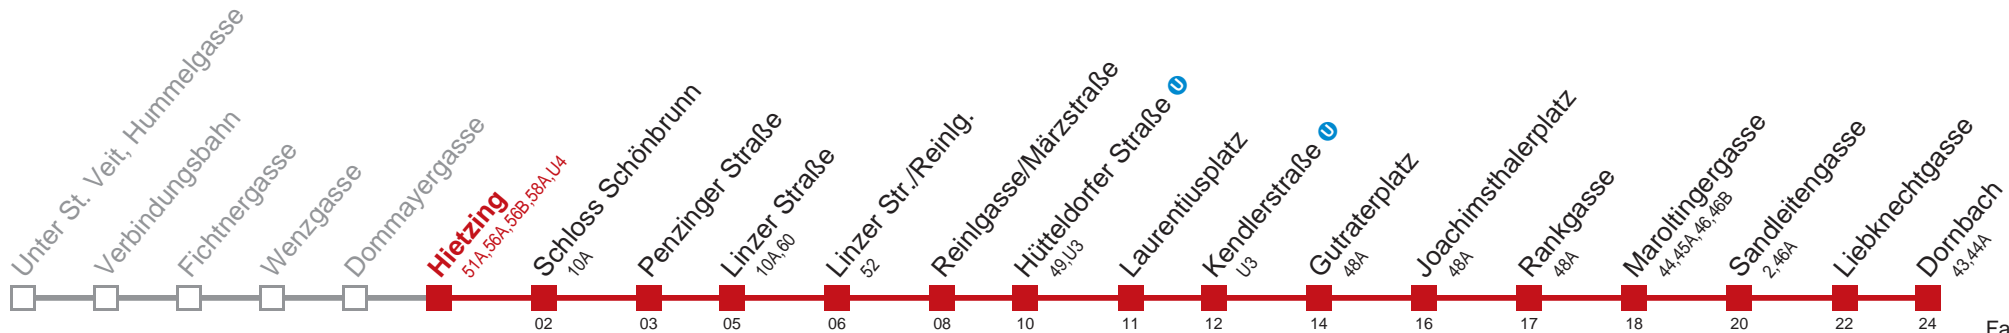 Unter St. Veit, Hummelgasse
Verbindungsbahn
Fichtnergasse
Wenzgasse
Dommayergasse
Hietzing
51A,56A,56B,58A,U4
Schloss Schönbrunn
10A
Penzinger Straße
Linzer Straße
10A,60
Linzer Str./Reinlg.
52
Reinlgasse/Märzstraße
Hütteldorfer Straße U
49,U3
Laurentiusplatz
Kendlerstraße U
U3
Gutraterplatz
48A
Joachimsthalerplatz
48A
Rankgasse
48A
Maroltingergasse
44,45A,46,46B
Sandleitengasse
2,46A
Liebknechtgasse
Dornbach
43,44A
02 03 05 06 08 10 11 12 14 16 17 18 20 22 24
Fa